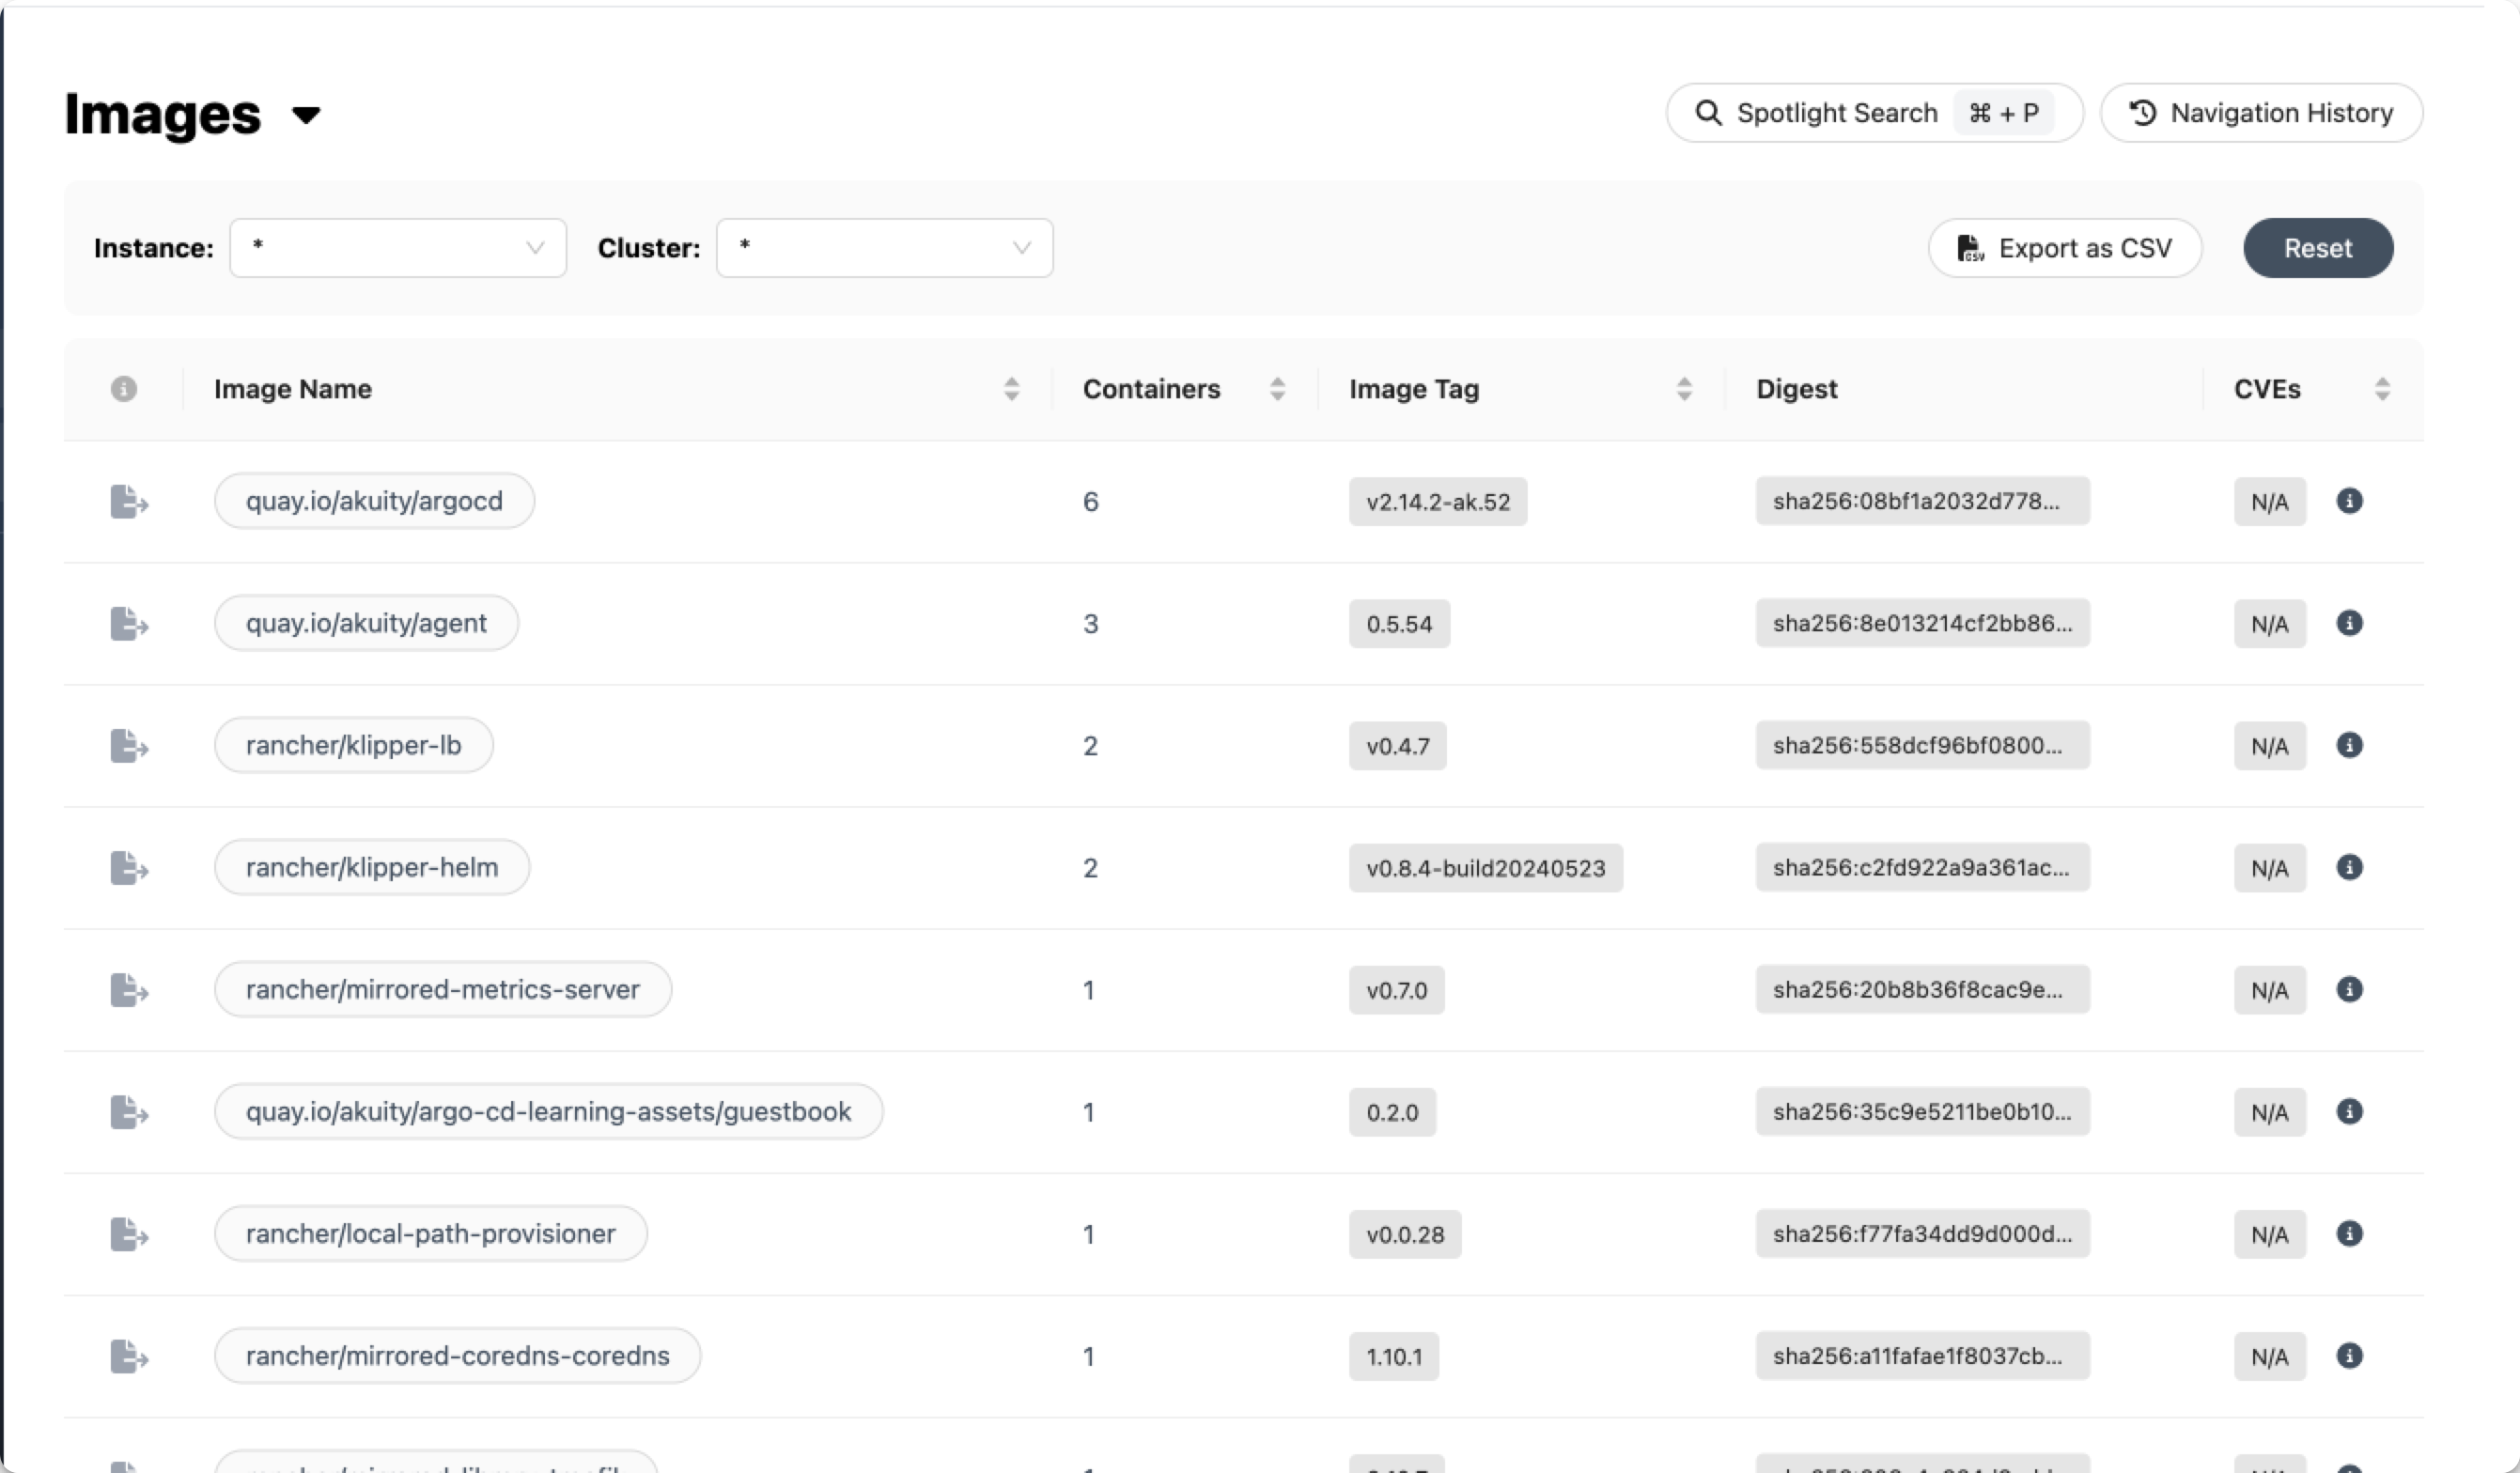 Images
Spotlight Search ⌘ + P Navigation History
Instance: * Cluster: * Export as CSV Reset
Image Name Containers Image Tag Digest CVEs
quay.io/akuity/argocd 6 v2.14.2-ak.52 sha256:08bf1a2032d778... N/A
quay.io/akuity/agent 3 0.5.54 sha256:8e013214cf2bb86... N/A
rancher/klipper-lb 2 v0.4.7 sha256:558dcf96bf0800... N/A
rancher/klipper-helm 2 v0.8.4-build20240523 sha256:c2fd922a9a361ac... N/A
rancher/mirrored-metrics-server 1 v0.7.0 sha256:20b8b36f8cac9e... N/A
quay.io/akuity/argo-cd-learning-assets/guestbook 1 0.2.0 sha256:35c9e5211be0b10... N/A
rancher/local-path-provisioner 1 v0.0.28 sha256:f77fa34dd9d000d... N/A
rancher/mirrored-coredns-coredns 1 1.10.1 sha256:a11fafae1f8037cb... N/A